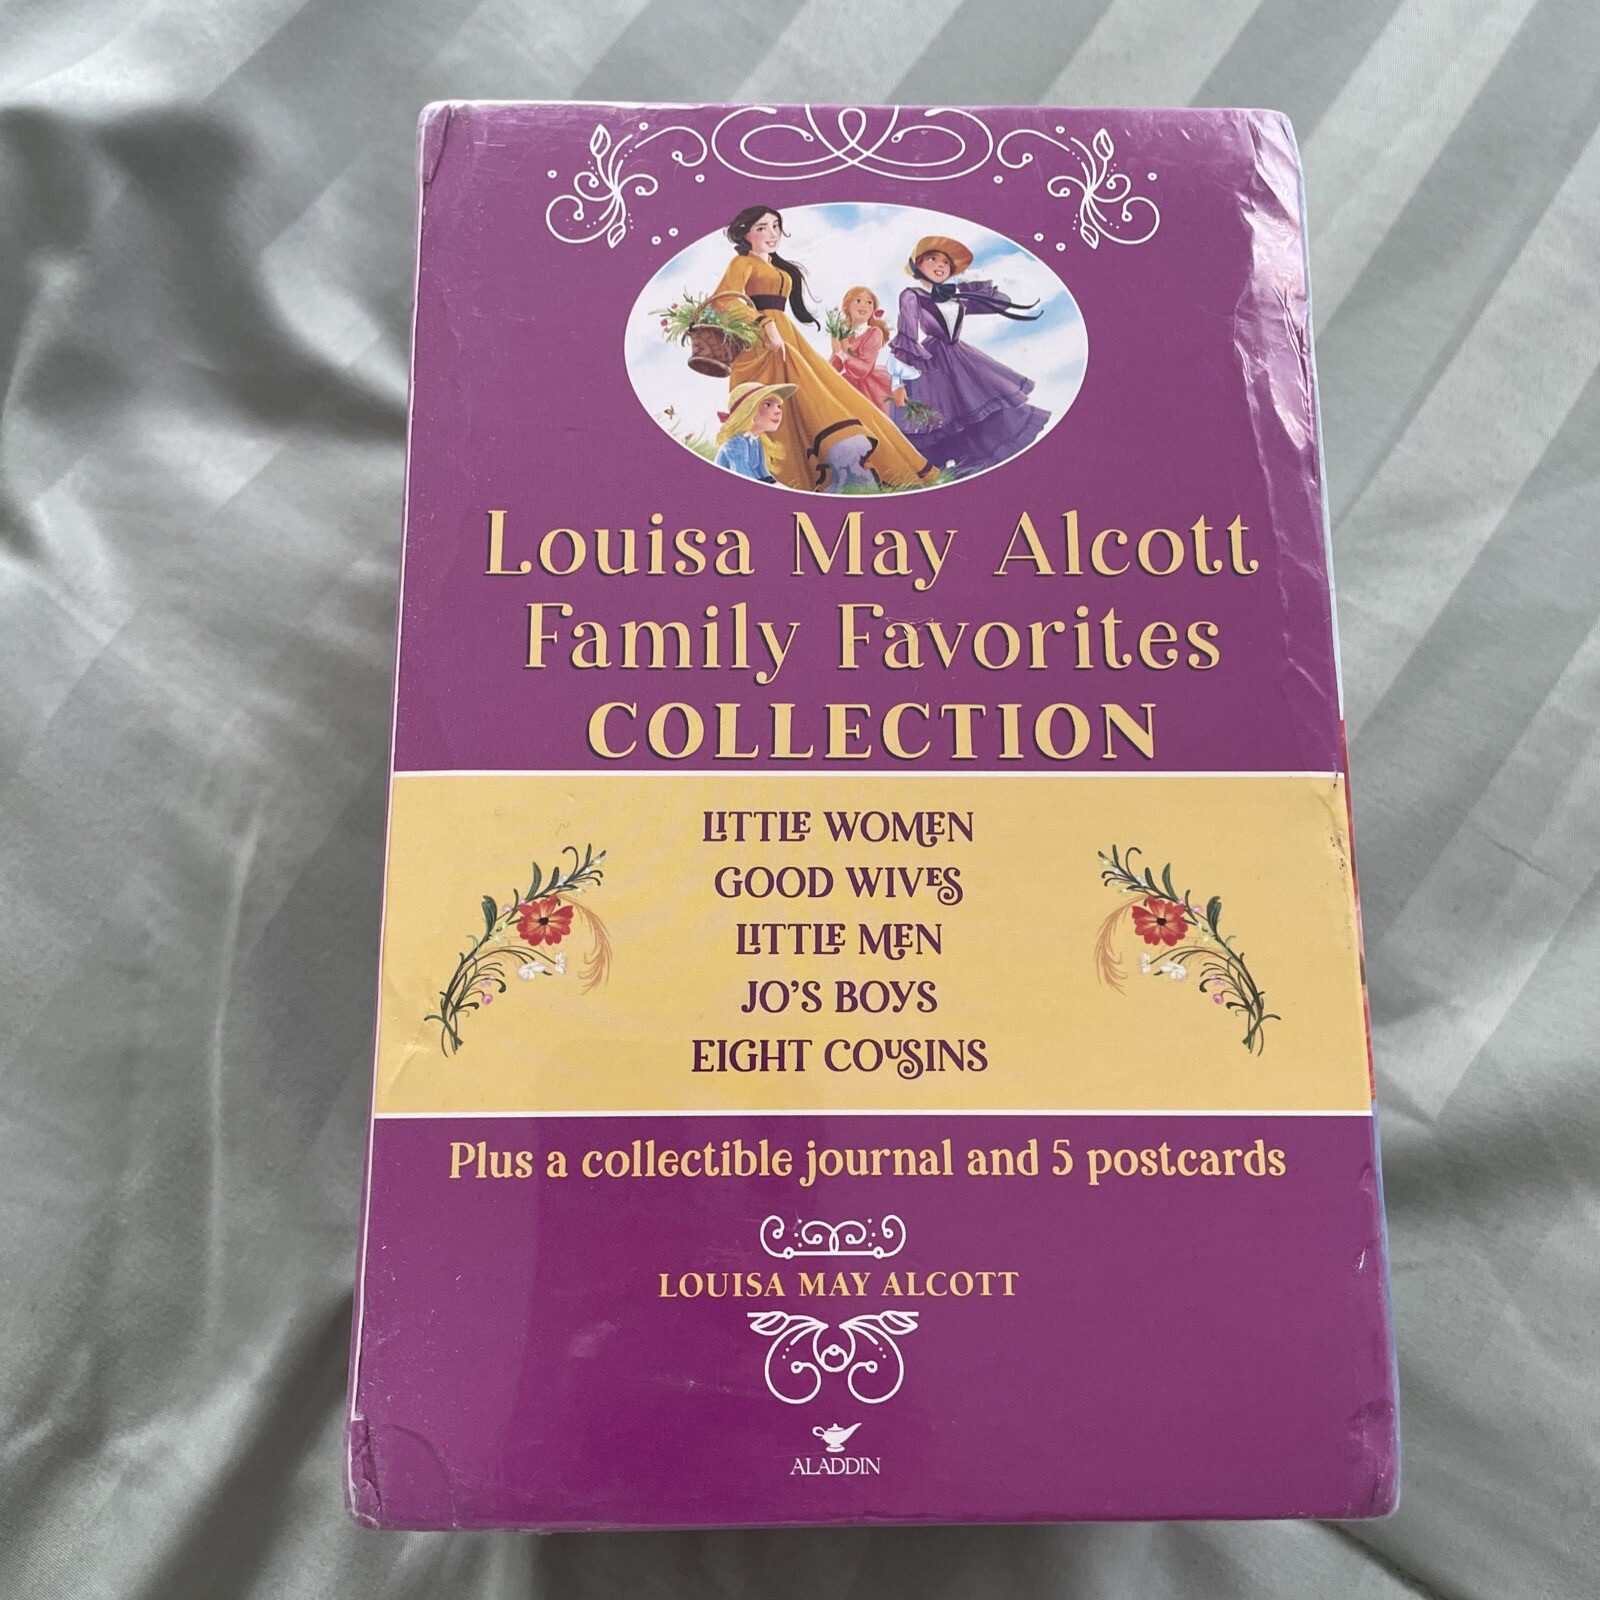 Louisa May Alcott
Family Favorites
COLLECTION
LITTLE WOMEN
GOOD WIVES
LITTLE MEN
JO'S BOYS
EIGHT COUSINS
Plus a collectible journal and 5 postcards
LOUISA MAY ALCOTT
ALADDIN